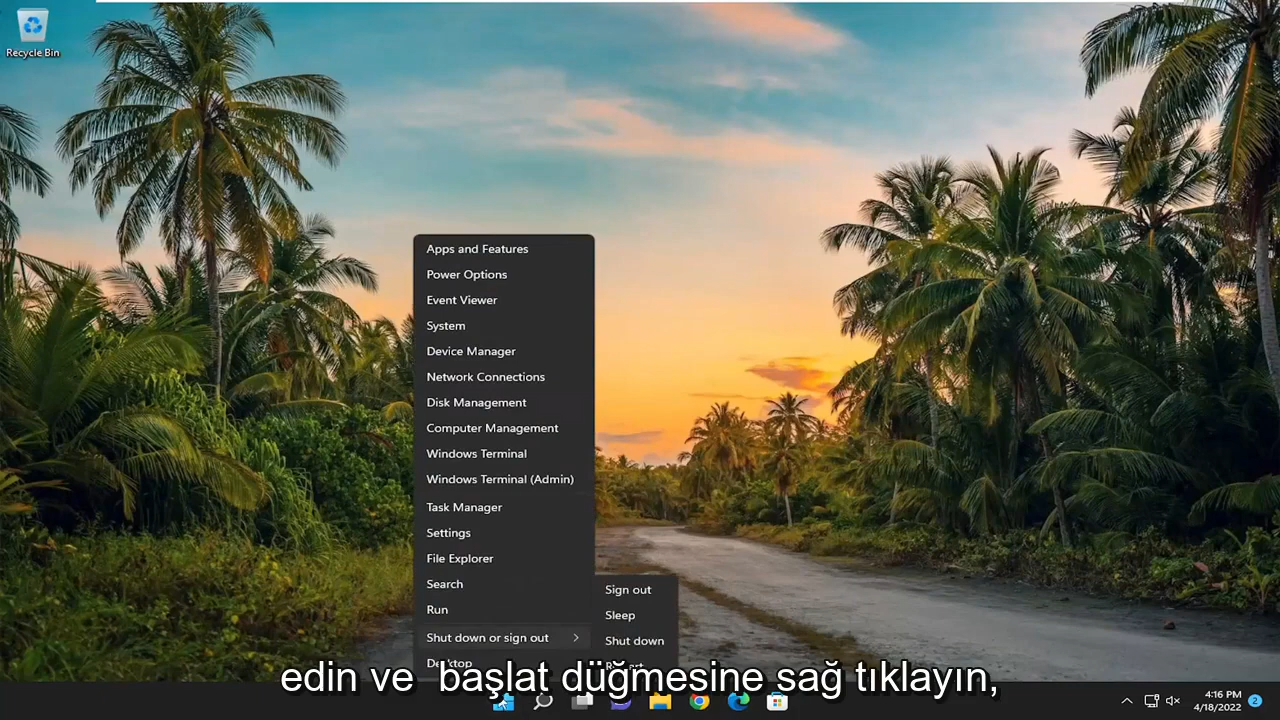 Recycle Bin
Apps and Features
Power Options
Event Viewer
System
Device Manager
Network Connections
Disk Management
Computer Management
Windows Terminal
Windows Terminal (Admin)
Task Manager
Settings
File Explorer
Search
Run
Shut down or sign out
Desktop
Sign out
Sleep
Shut down
edin ve başlat düğmesine sağ tıklayın,
4:16 PM
4/18/2022
2